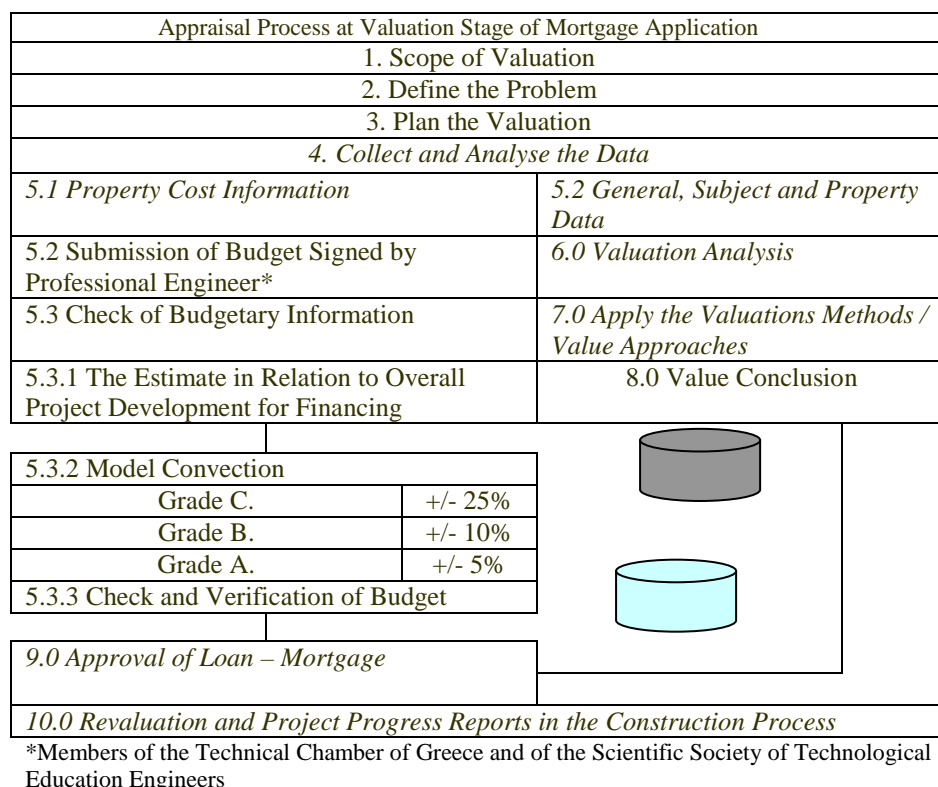 Appraisal Process at Valuation Stage of Mortgage Application
1. Scope of Valuation
2. Define the Problem
3. Plan the Valuation
4. Collect and Analyse the Data
5.1 Property Cost Information
5.2 General, Subject and Property
Data
5.2 Submission of Budget Signed by
Professional Engineer*
6.0 Valuation Analysis
5.3 Check of Budgetary Information
7.0 Apply the Valuations Methods /
Value Approaches
5.3.1 The Estimate in Relation to Overall
Project Development for Financing
8.0 Value Conclusion
5.3.2 Model Convection
Grade C. +/- 25%
Grade B. +/- 10%
Grade A. +/- 5%
5.3.3 Check and Verification of Budget
9.0 Approval of Loan – Mortgage
10.0 Revaluation and Project Progress Reports in the Construction Process
*Members of the Technical Chamber of Greece and of the Scientific Society of Technological
Education Engineers